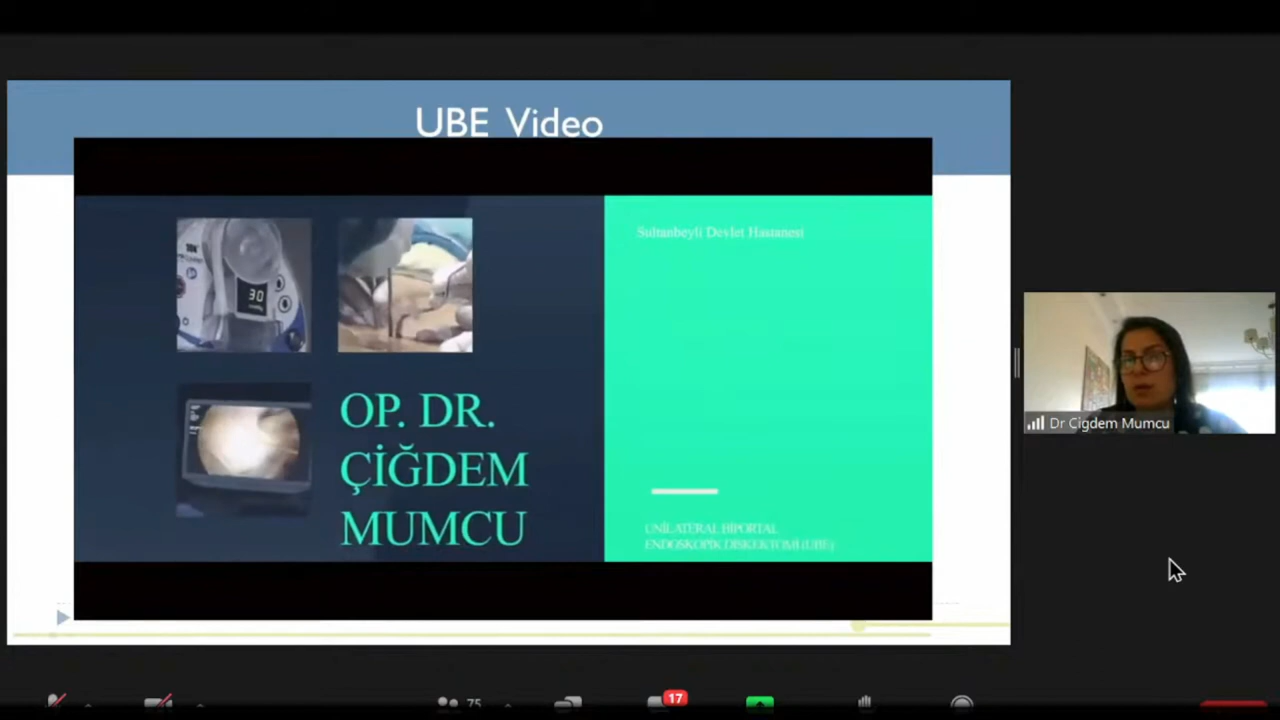 UBE Video
Sultanbeyli Devlet Hastanesi
30
OP. DR.
ÇİĞDEM
MUMCU
UNİLATERAL BİPORTAL
ENDOSKOPİK DİSKEKTOMİ (UBE)
Dr Cigdem Mumcu
75
17